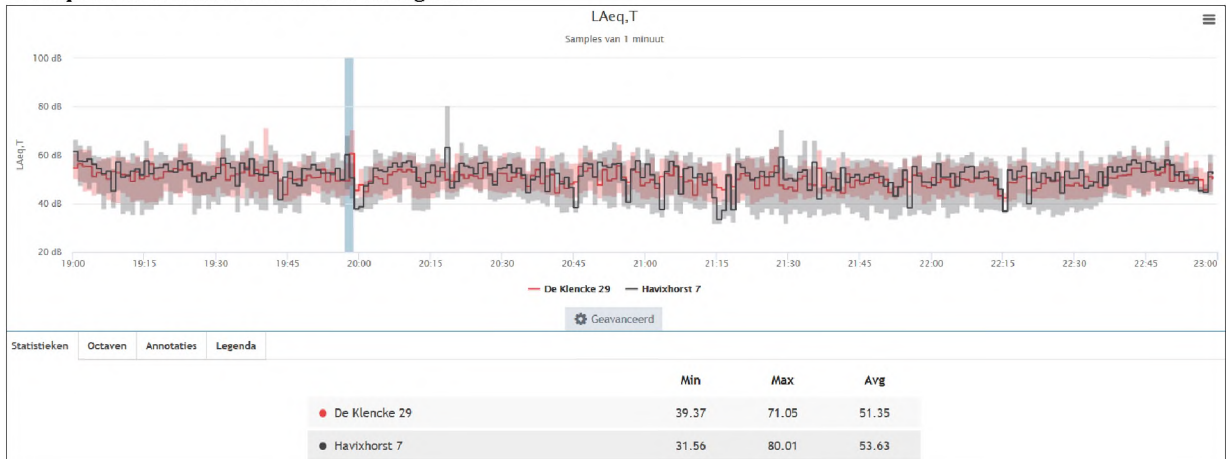 LAeq,T
Samples van 1 minuut
100 dB
80 dB
60 dB
40 dB
20 dB
LAeq,T
19:00 19:15 19:30 19:45 20:00 20:15 20:30 20:45 21:00 21:15 21:30 21:45 22:00 22:15 22:30 22:45 23:00
De Klencke 29 Havixhorst 7
Geavanceerd
Statistieken Octaven Annotaties Legenda
Min Max Avg
De Klencke 29 39.37 71.05 51.35
Havixhorst 7 31.56 80.01 53.63